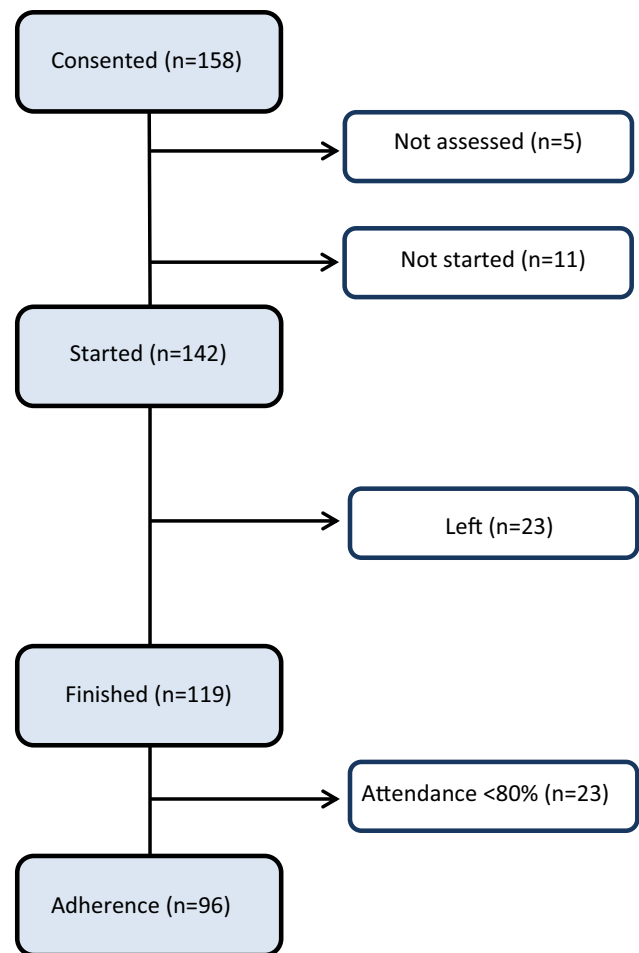 Consented (n=158)
Not assessed (n=5)
Not started (n=11)
Started (n=142)
Left (n=23)
Finished (n=119)
Attendance <80% (n=23)
Adherence (n=96)